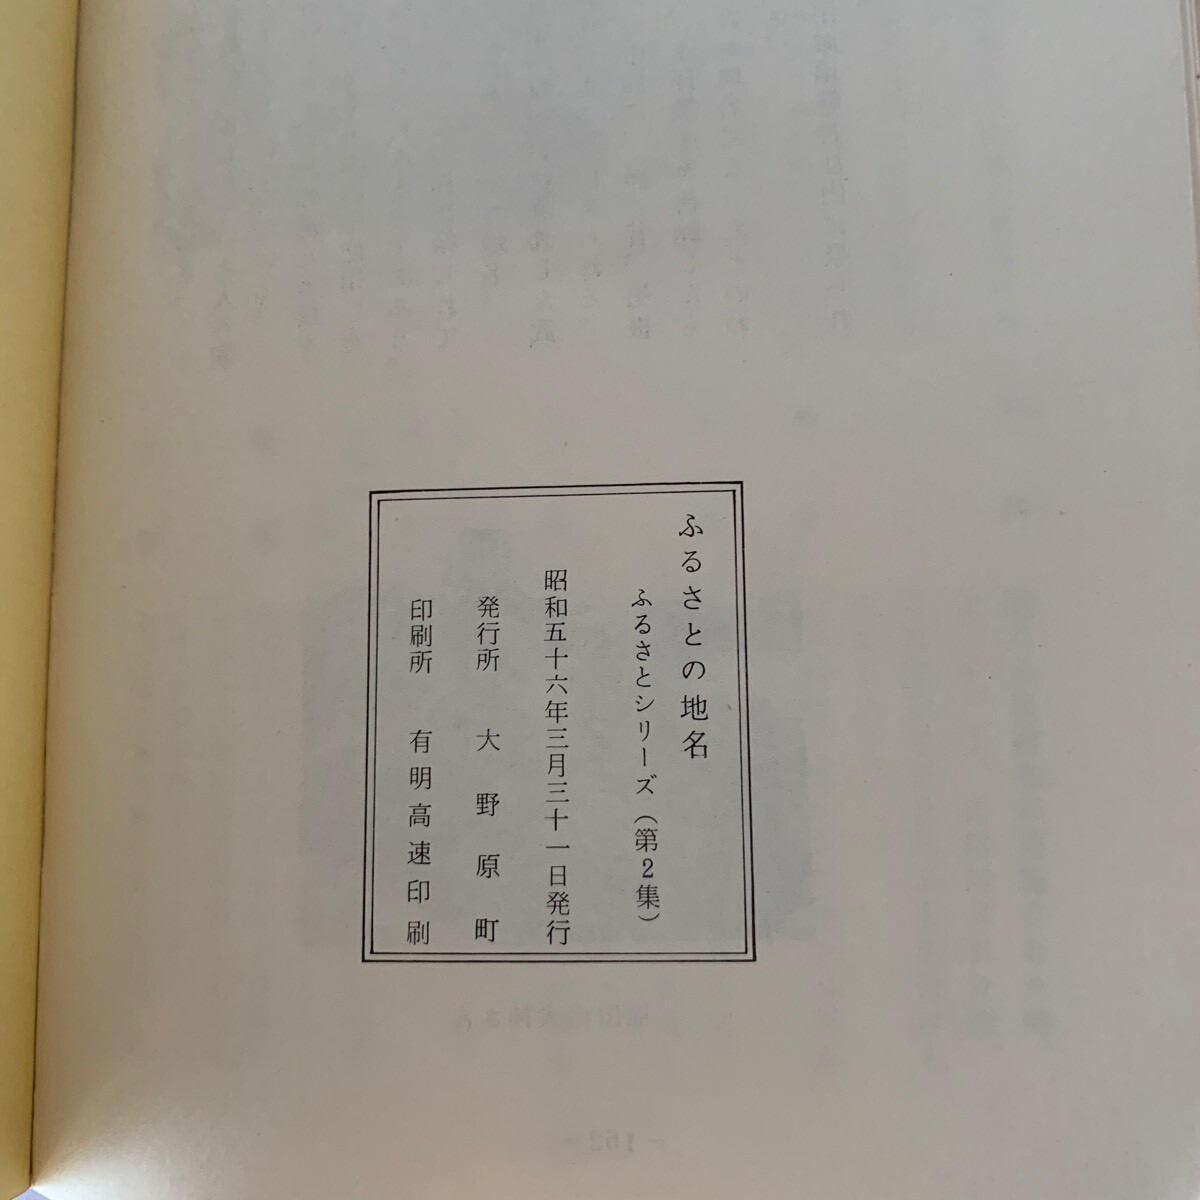 ふるさとの地名
ふるさとシリーズ（第2集）
昭和五十六年三月三十一日発行
発行所　大野原町
印刷所　有明高速印刷